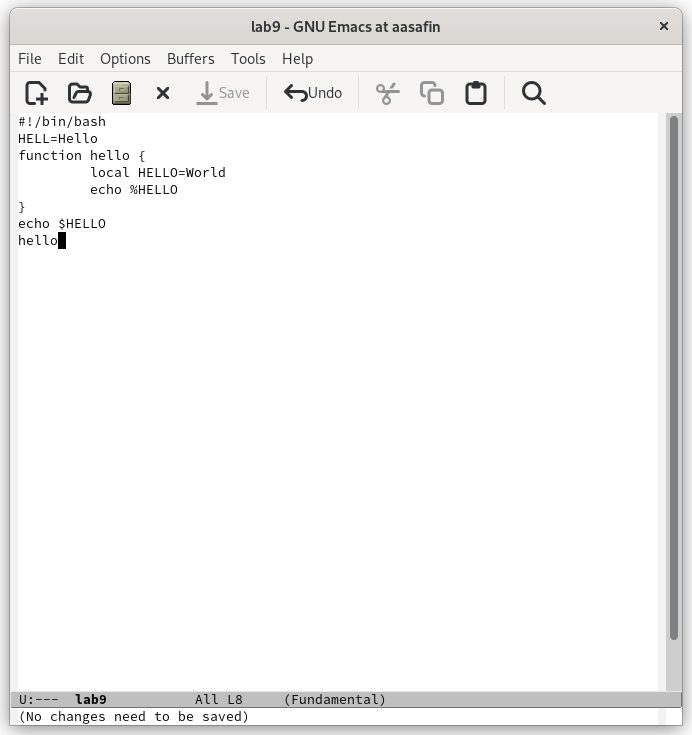 lab9 - GNU Emacs at aasafin
File Edit Options Buffers Tools Help
Save Undo
#!/bin/bash
HELL=Hello
function hello {
local HELLO=World
echo %HELLO
}
echo $HELLO
hello
U:--- lab9 All L8 (Fundamental)
(No changes need to be saved)